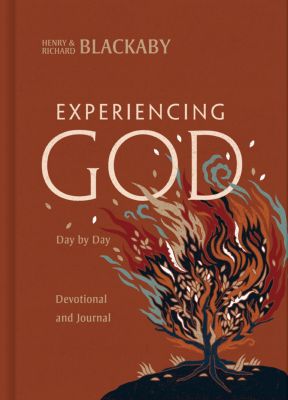 HENRY &
RICHARD BLACKABY
EXPERIENCING
GOD
Day by Day
Devotional
and Journal